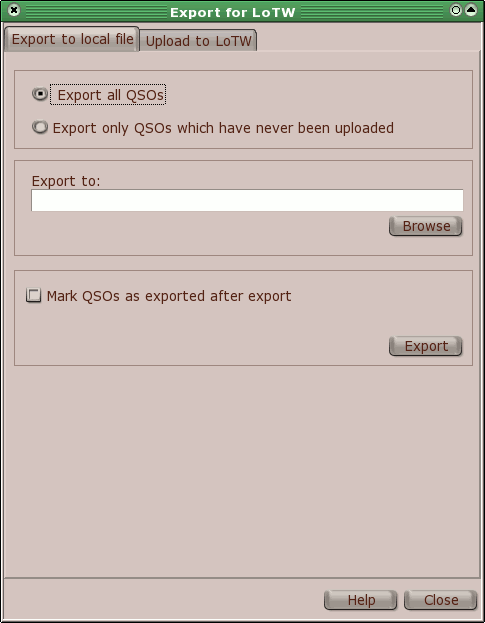 Export for LoTW
Export to local file
Upload to LoTW
Export all QSOs
Export only QSOs which have never been uploaded
Export to:
Browse
Mark QSOs as exported after export
Export
Help
Close